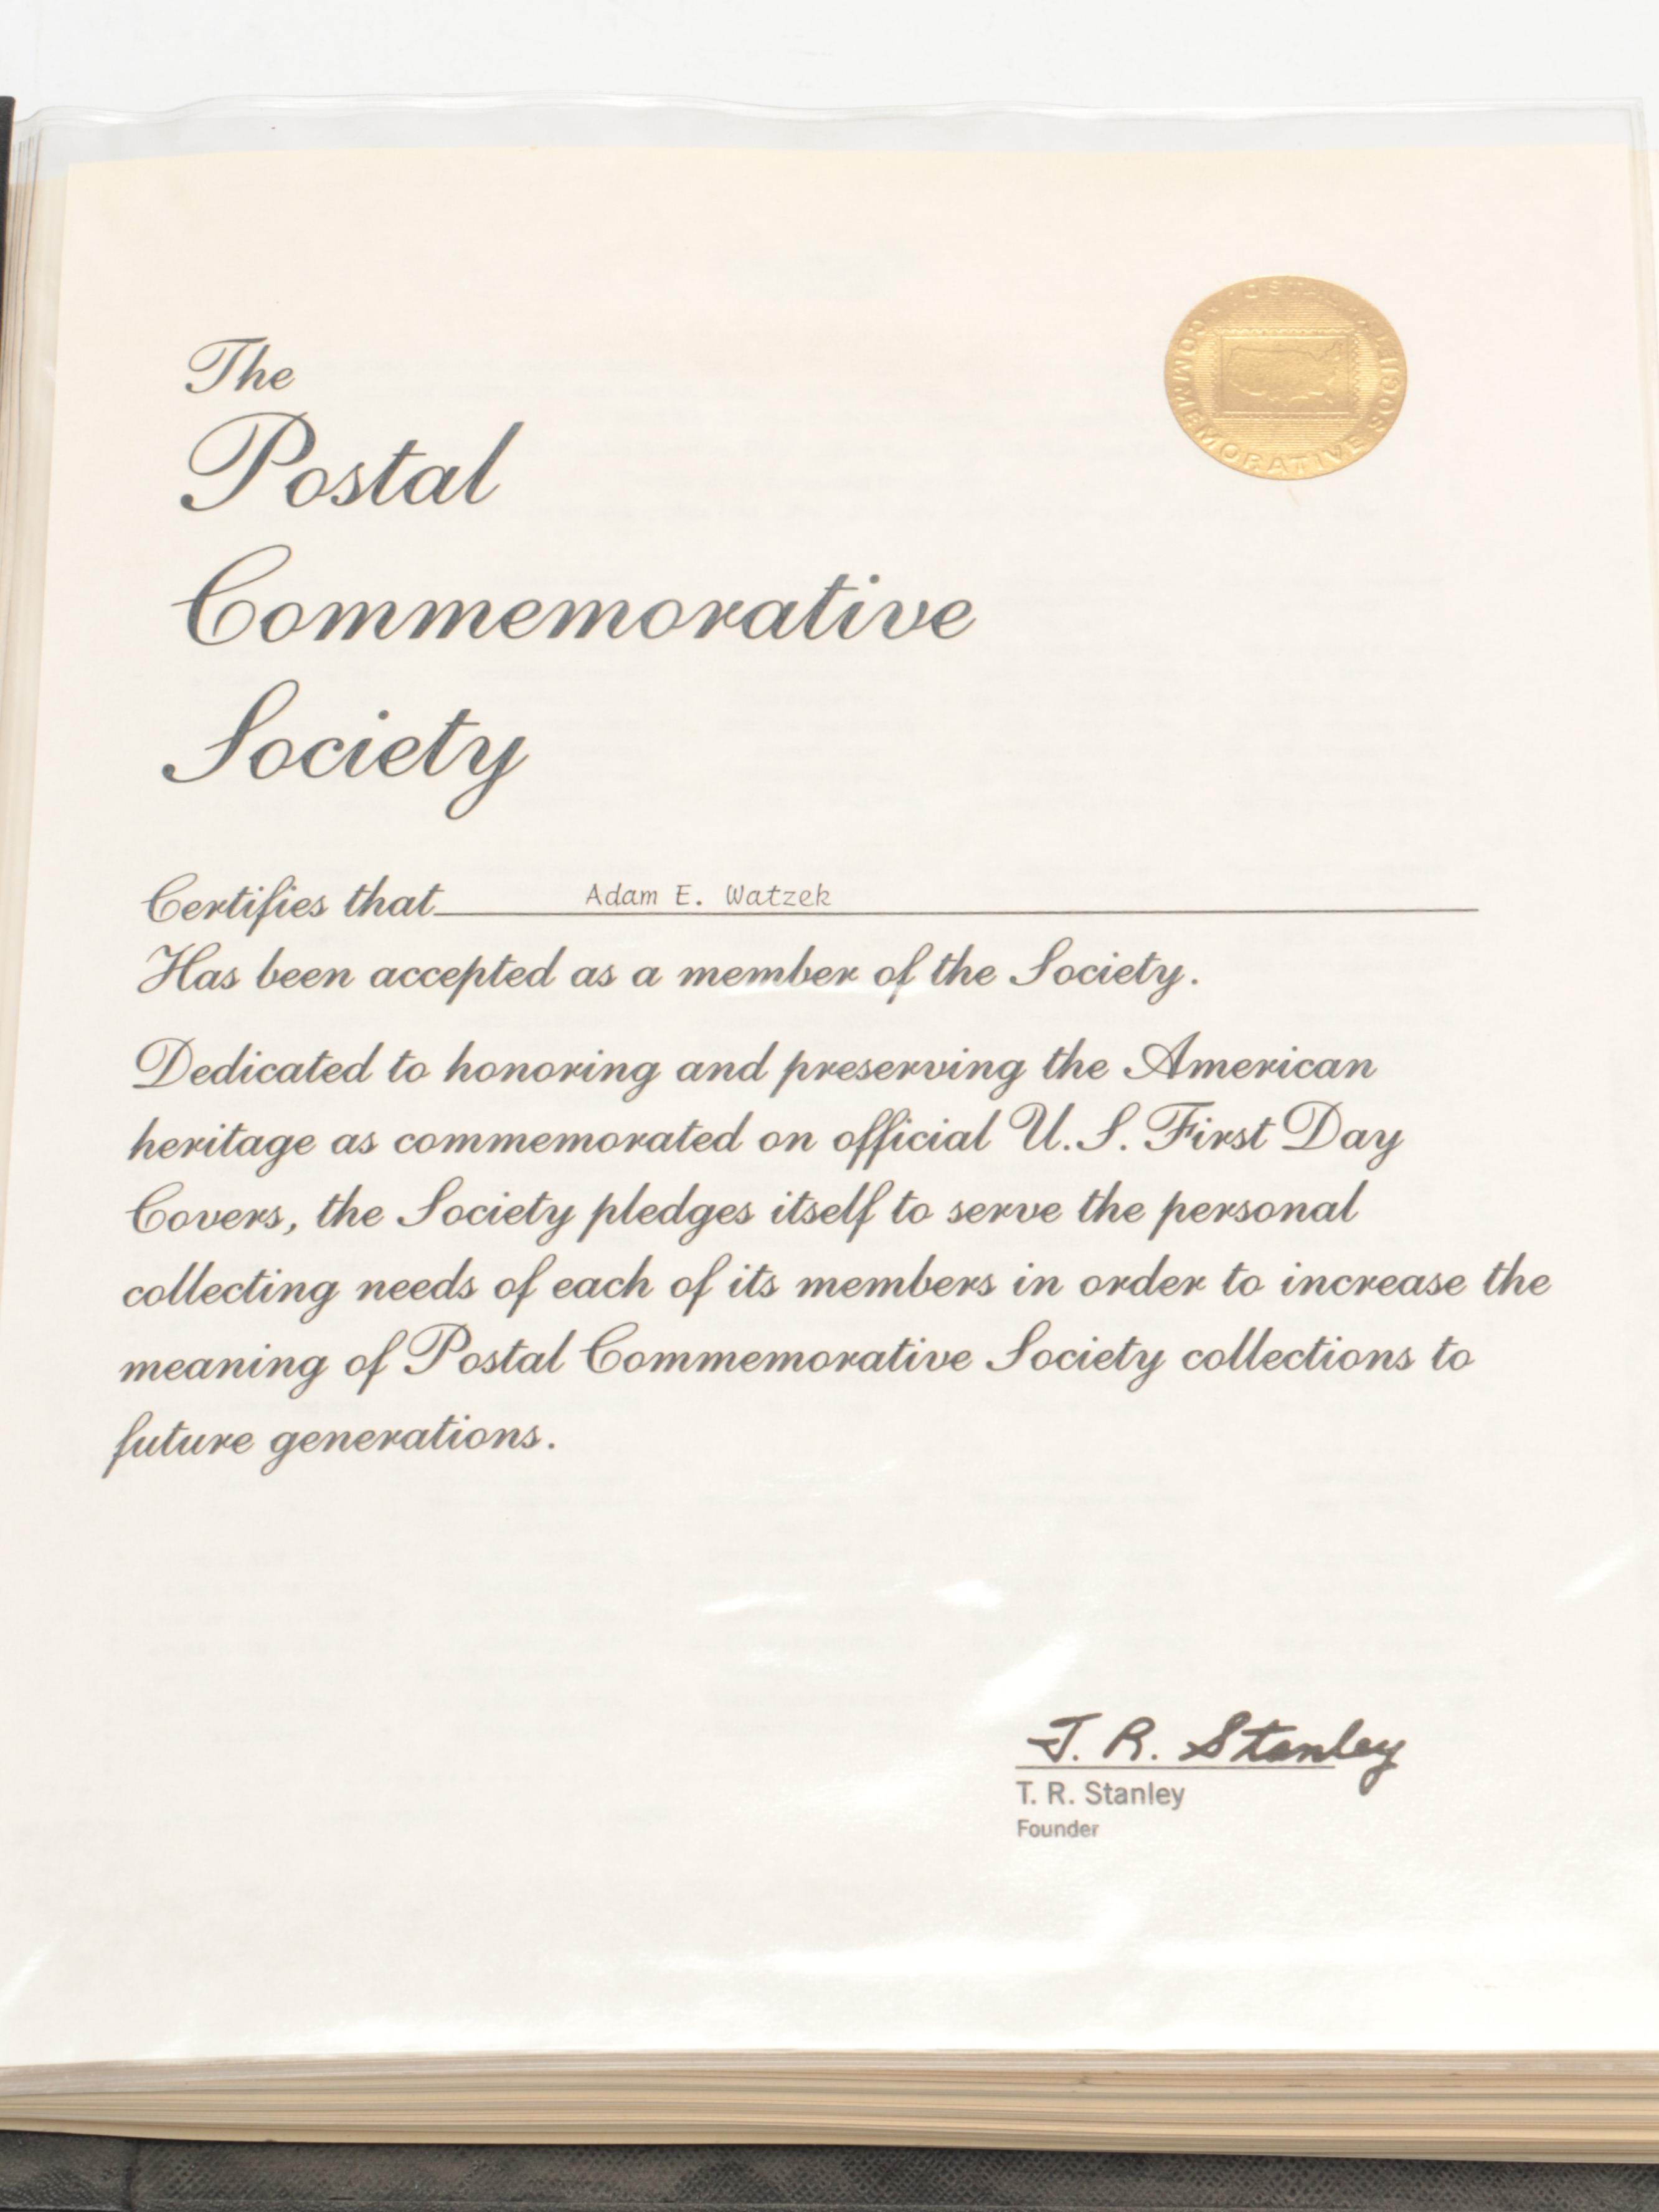 The
Postal
Commemorative
Society
POSTAL COMMEMORATIVE SOCIETY
Certifies that Adam E. Watzek
Has been accepted as a member of the Society.
Dedicated to honoring and preserving the American
heritage as commemorated on official U.S. First Day
Covers, the Society pledges itself to serve the personal
collecting needs of each of its members in order to increase the
meaning of Postal Commemorative Society collections to
future generations.
T. R. Stanley
T. R. Stanley
Founder